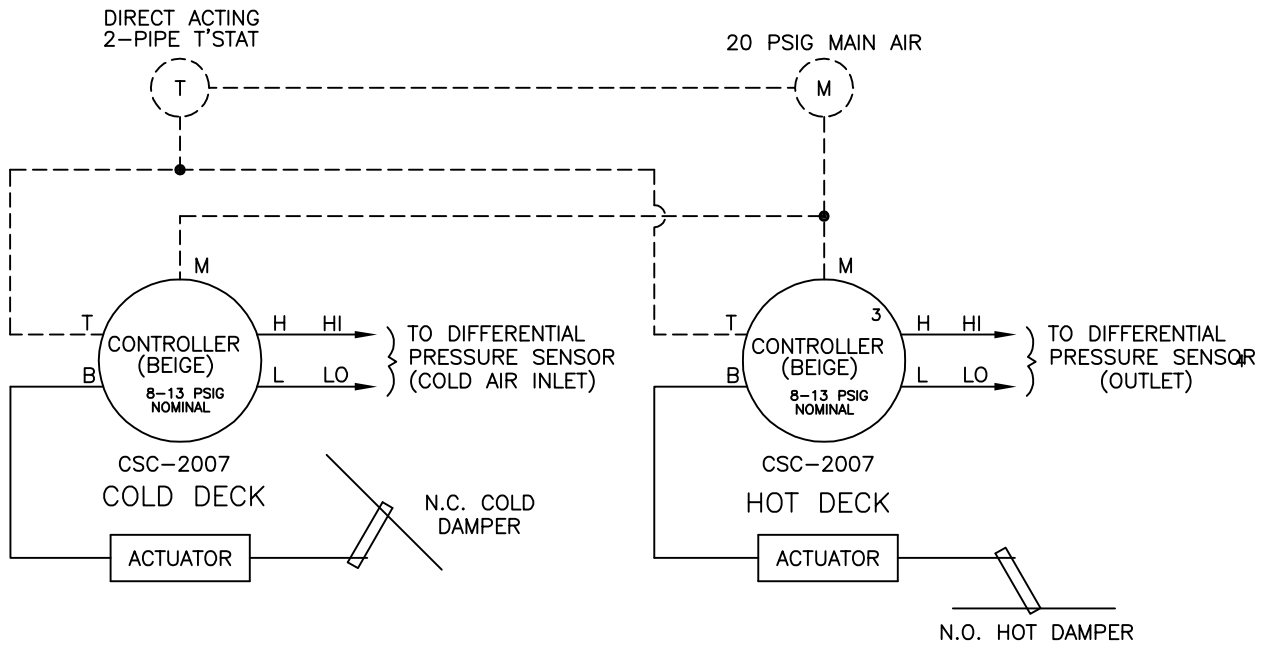 DIRECT ACTING
2-PIPE T'STAT
T
20 PSIG MAIN AIR
M
M
T
CONTROLLER
(BEIGE)
8-13 PSIG
NOMINAL
B
H HI
L LO
TO DIFFERENTIAL
PRESSURE SENSOR
(COLD AIR INLET)
CSC-2007
COLD DECK
ACTUATOR
N.C. COLD
DAMPER
M
T
3
CONTROLLER
(BEIGE)
8-13 PSIG
NOMINAL
B
H HI
L LO
TO DIFFERENTIAL
PRESSURE SENSOR
4
(OUTLET)
CSC-2007
HOT DECK
ACTUATOR
N.O. HOT DAMPER